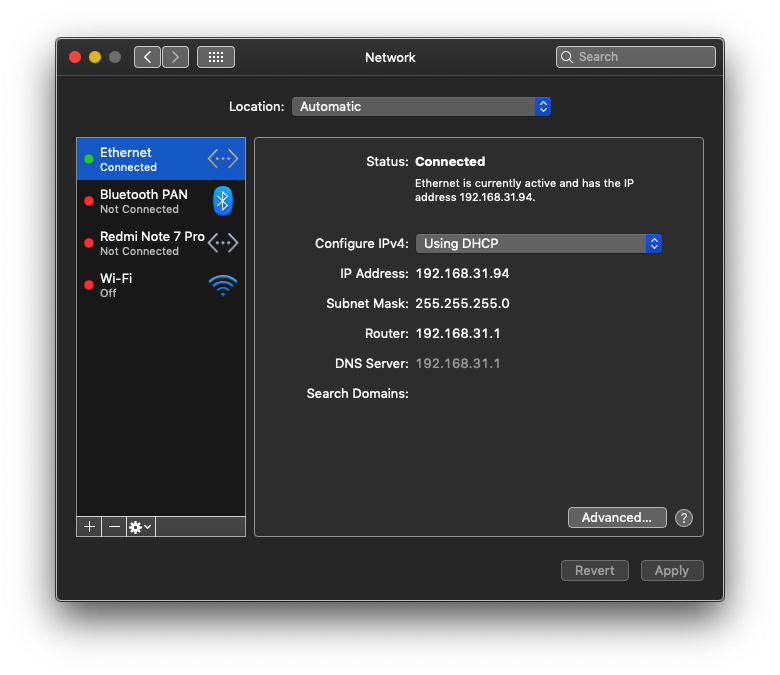 Network
Search
Location: Automatic
Ethernet
Connected
Bluetooth PAN
Not Connected
Redmi Note 7 Pro
Not Connected
Wi-Fi
Off
Status: Connected
Ethernet is currently active and has the IP
address 192.168.31.94.
Configure IPv4: Using DHCP
IP Address: 192.168.31.94
Subnet Mask: 255.255.255.0
Router: 192.168.31.1
DNS Server: 192.168.31.1
Search Domains:
Advanced... ?
Revert Apply